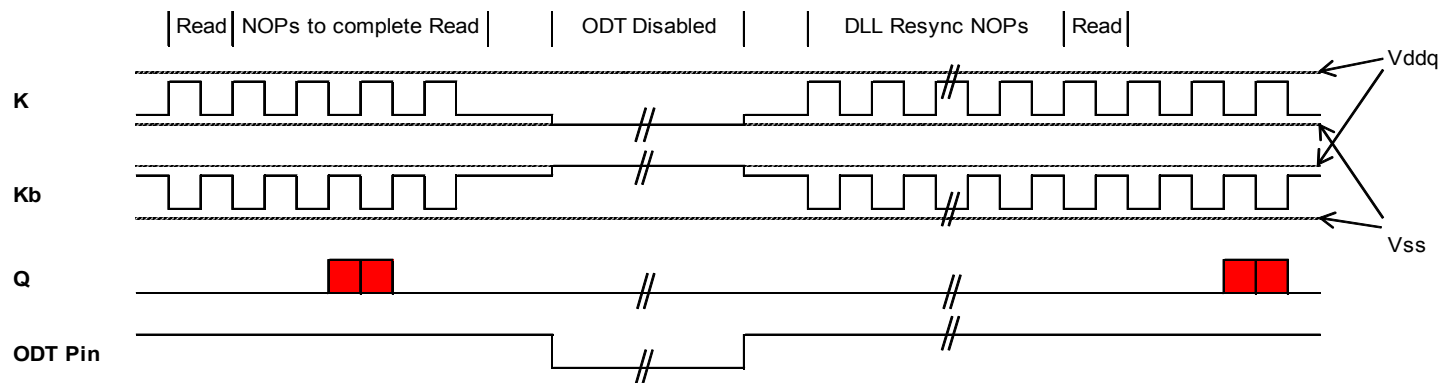 Read
NOPs to complete Read
ODT Disabled
DLL Resync NOPs
Read
Vddq
K
Kb
Vss
Q
ODT Pin